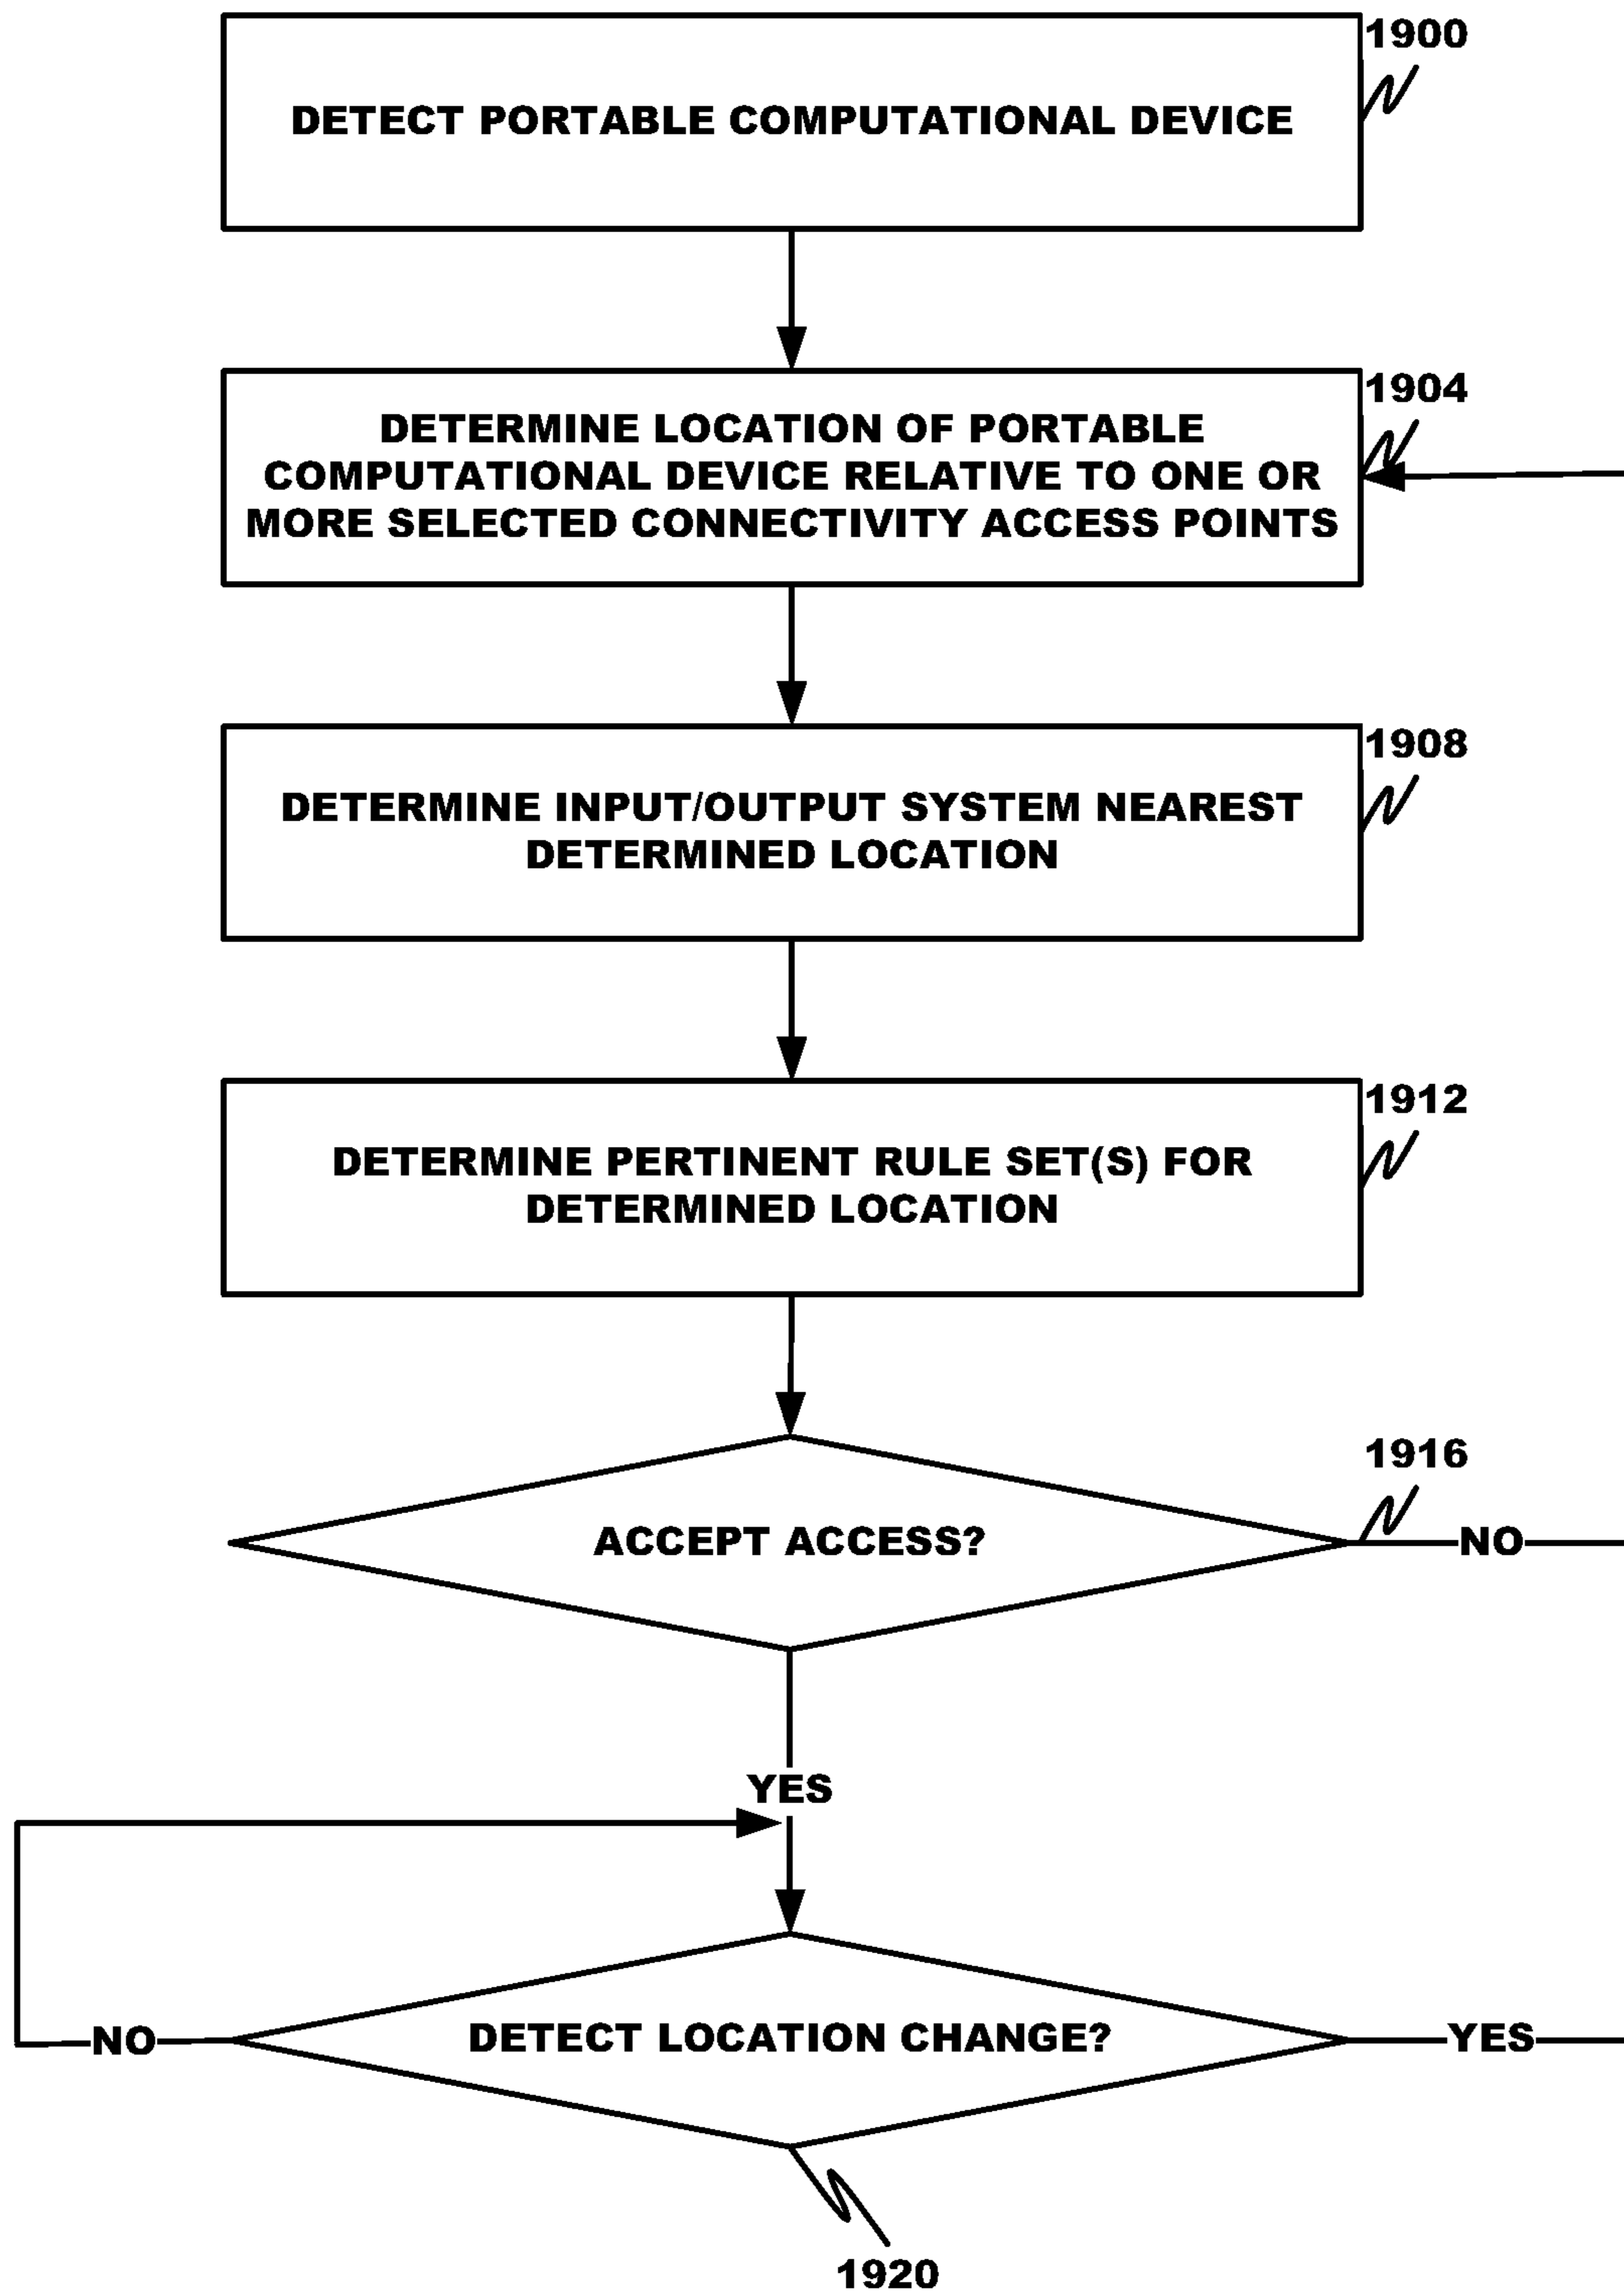 1900
DETECT PORTABLE COMPUTATIONAL DEVICE
1904
DETERMINE LOCATION OF PORTABLE
COMPUTATIONAL DEVICE RELATIVE TO ONE OR
MORE SELECTED CONNECTIVITY ACCESS POINTS
1908
DETERMINE INPUT/OUTPUT SYSTEM NEAREST
DETERMINED LOCATION
1912
DETERMINE PERTINENT RULE SET(S) FOR
DETERMINED LOCATION
1916
ACCEPT ACCESS?
NO
YES
NO
DETECT LOCATION CHANGE?
YES
1920